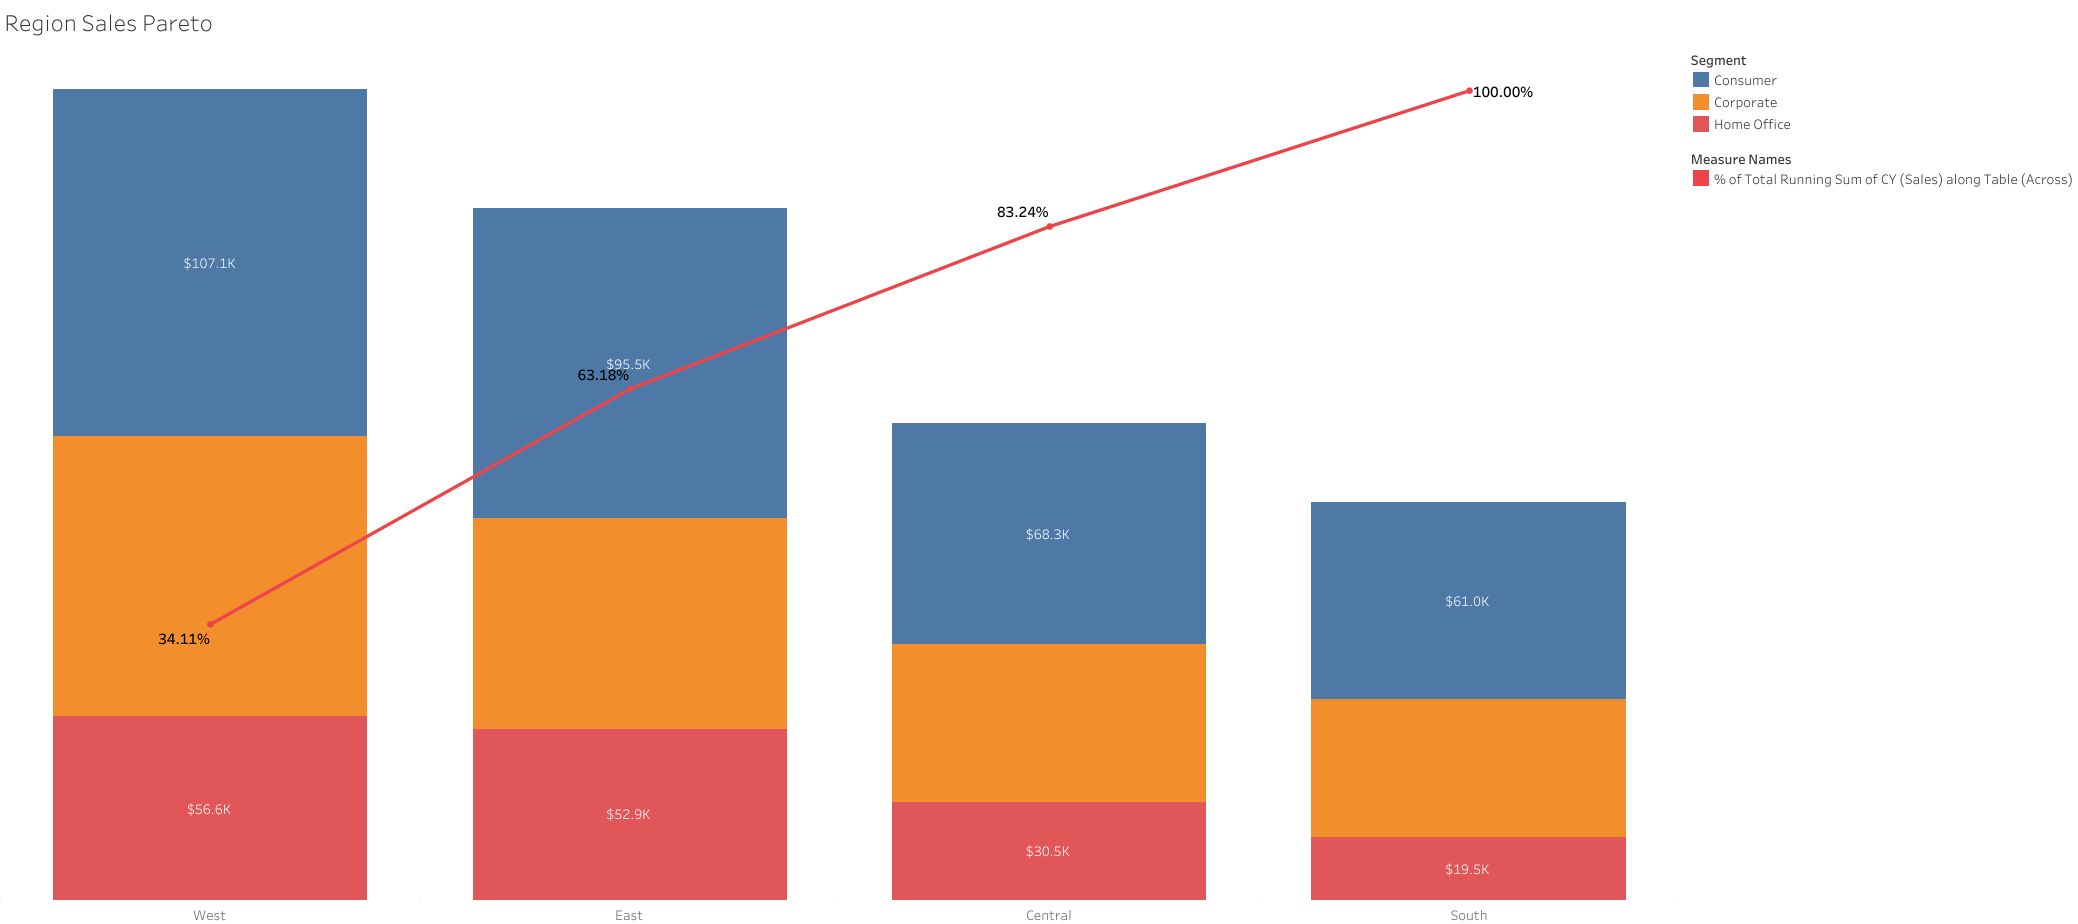 Region Sales Pareto
Segment
Consumer
Corporate
Home Office
Measure Names
% of Total Running Sum of CY (Sales) along Table (Across)
100.00%
83.24%
$107.1K
$95.5K
63.18%
$68.3K
$61.0K
34.11%
$56.6K
$52.9K
$30.5K
$19.5K
West
East
Central
South